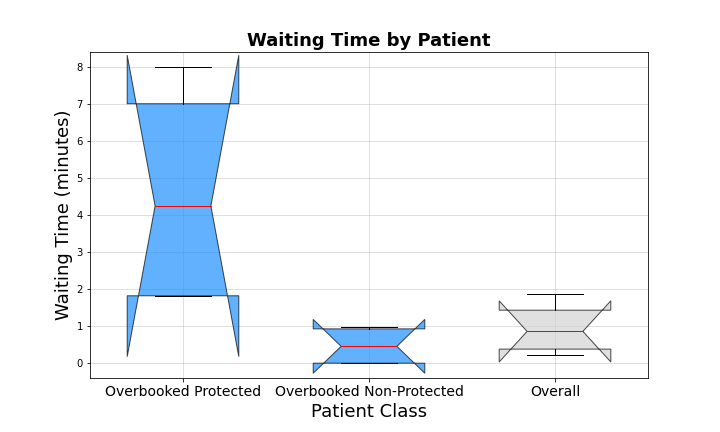 Waiting Time by Patient
Waiting Time (minutes)
8
7
6
5
4
3
2
1
0
Overbooked Protected
Overbooked Non-Protected
Overall
Patient Class